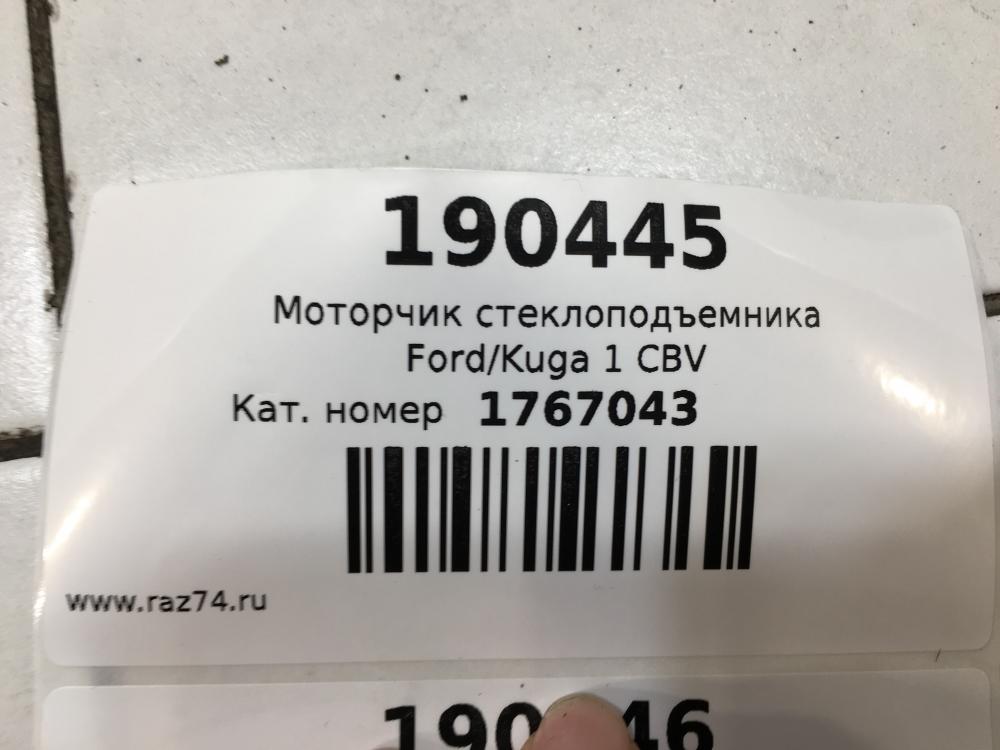 190445
Моторчик стеклоподъемника
Ford/Kuga 1 CBV
Кат. номер 1767043
www.raz74.ru